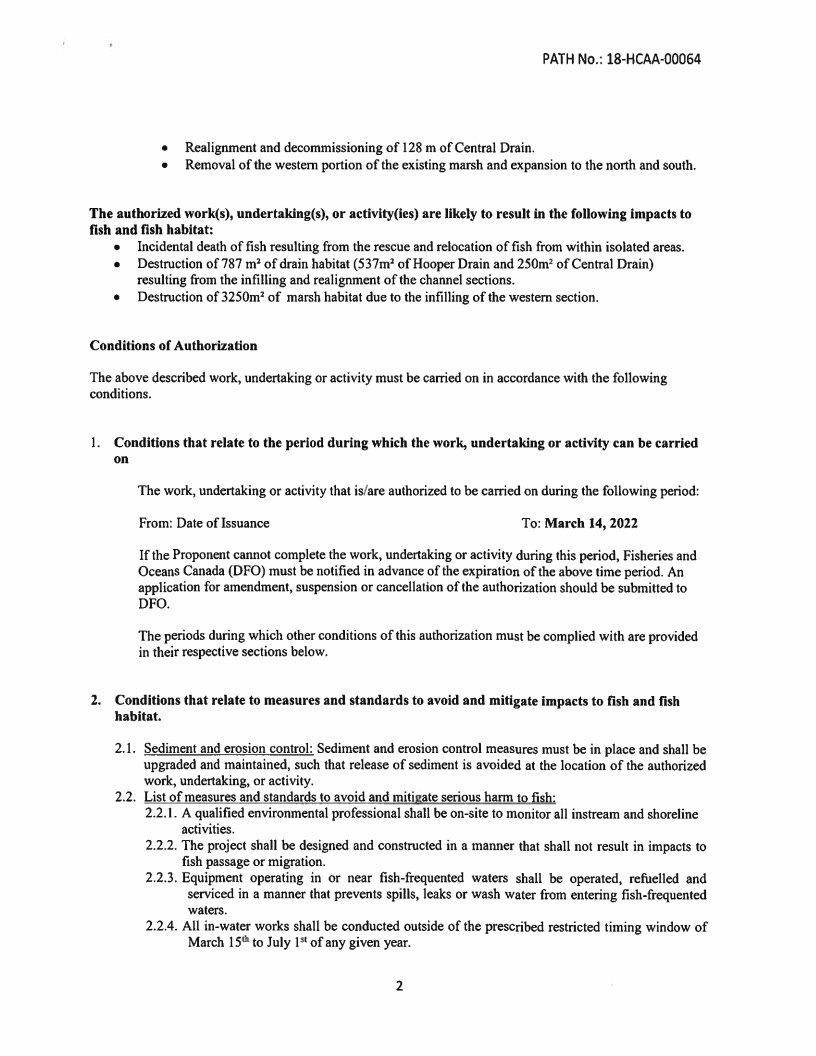 PATH No.: 18-HCAA-00064
• Realignment and decommissioning of 128 m of Central Drain.
• Removal of the western portion of the existing marsh and expansion to the north and south.
The authorized work(s), undertaking(s), or activity(ies) are likely to result in the following impacts to
fish and fish habitat:
• Incidental death of fish resulting from the rescue and relocation of fish from within isolated areas.
• Destruction of 787 m² of drain habitat (537m² of Hooper Drain and 250m² of Central Drain)
resulting from the infilling and realignment of the channel sections.
• Destruction of 3250m² of marsh habitat due to the infilling of the western section.
Conditions of Authorization
The above described work, undertaking or activity must be carried on in accordance with the following
conditions.
1. Conditions that relate to the period during which the work, undertaking or activity can be carried
on
The work, undertaking or activity that is/are authorized to be carried on during the following period:
From: Date of Issuance To: March 14, 2022
If the Proponent cannot complete the work, undertaking or activity during this period, Fisheries and
Oceans Canada (DFO) must be notified in advance of the expiration of the above time period. An
application for amendment, suspension or cancellation of the authorization should be submitted to
DFO.
The periods during which other conditions of this authorization must be complied with are provided
in their respective sections below.
2. Conditions that relate to measures and standards to avoid and mitigate impacts to fish and fish
habitat.
2.1. Sediment and erosion control: Sediment and erosion control measures must be in place and shall be
upgraded and maintained, such that release of sediment is avoided at the location of the authorized
work, undertaking, or activity.
2.2. List of measures and standards to avoid and mitigate serious harm to fish:
2.2.1. A qualified environmental professional shall be on-site to monitor all instream and shoreline
activities.
2.2.2. The project shall be designed and constructed in a manner that shall not result in impacts to
fish passage or migration.
2.2.3. Equipment operating in or near fish-frequented waters shall be operated, refuelled and
serviced in a manner that prevents spills, leaks or wash water from entering fish-frequented
waters.
2.2.4. All in-water works shall be conducted outside of the prescribed restricted timing window of
March 15th to July 1st of any given year.
2